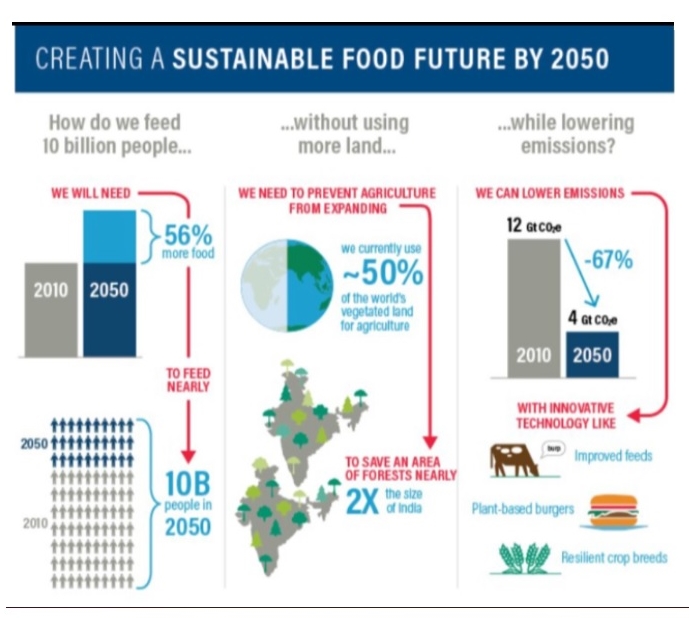 CREATING A SUSTAINABLE FOOD FUTURE BY 2050
How do we feed
10 billion people...
WE WILL NEED
56%
more food
2010
2050
TO FEED
NEARLY
2050
2010
10B
people in
2050
...without using
more land...
WE NEED TO PREVENT AGRICULTURE
FROM EXPANDING
we currently use
~50%
of the world's
vegetated land
for agriculture
TO SAVE AN AREA
OF FORESTS NEARLY
2X
the size
of India
...while lowering
emissions?
WE CAN LOWER EMISSIONS
12 Gt CO₂e
-67%
4 Gt CO₂e
2010
2050
WITH INNOVATIVE
TECHNOLOGY LIKE
burp
Improved feeds
Plant-based burgers
Resilient crop breeds